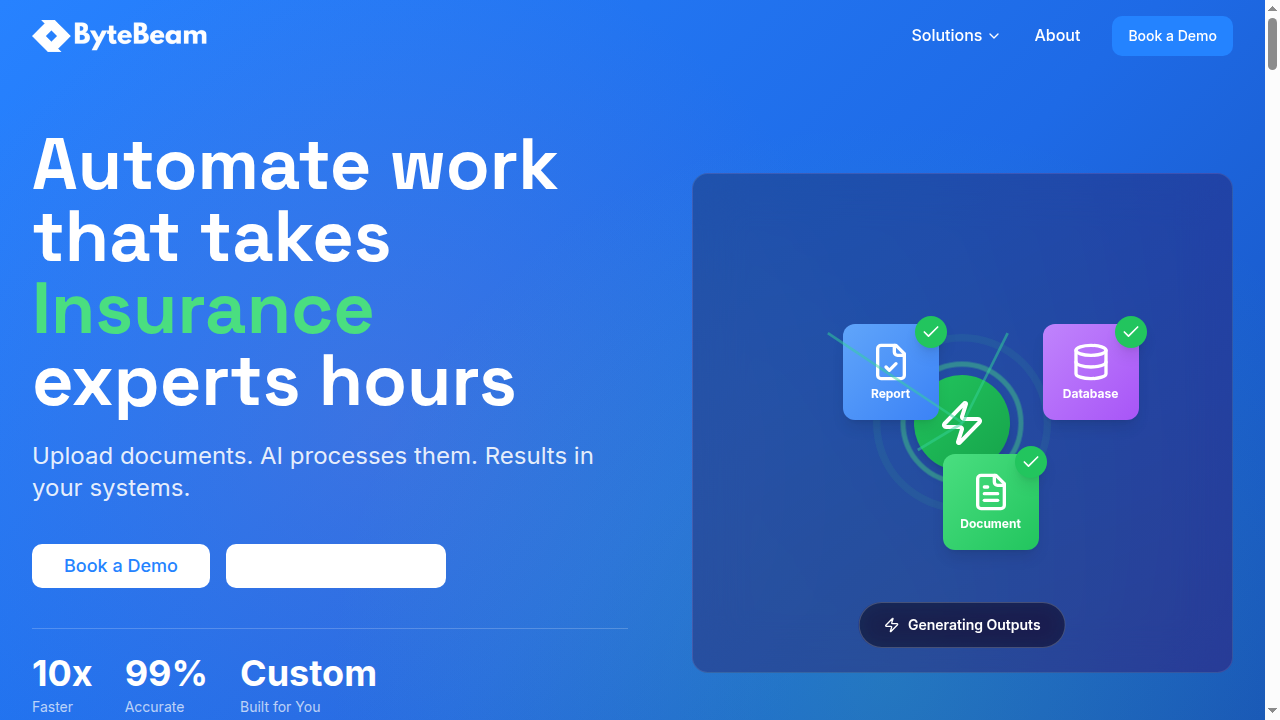 ByteBeam
Solutions
About
Book a Demo
Automate work
that takes
Insurance
experts hours
Upload documents. AI processes them. Results in
your systems.
Book a Demo
10x
Faster
99%
Accurate
Custom
Built for You
Report
Database
Document
Generating Outputs